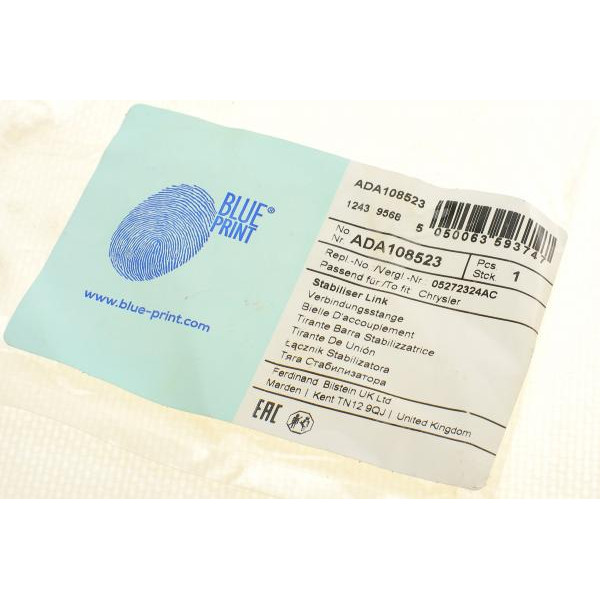 BLUE®
PRINT
www.blue-print.com
ADA108523
1243 9568
5 050063 593747
No
Nr. ADA108523
Pcs.
Stck. 1
Repl.-No./Vergl.-Nr. 05272324AC
Passend für/To fit: Chrysler
Stabiliser Link
Verbindungsstange
Bielle D'accouplement
Tirante Barra Stabilizzatrice
Tirante De Unión
Łącznik Stabilizatora
Тяга Стабилизатора
Ferdinand Bilstein UK Ltd
Marden | Kent TN12 9QJ | United Kingdom
EAC